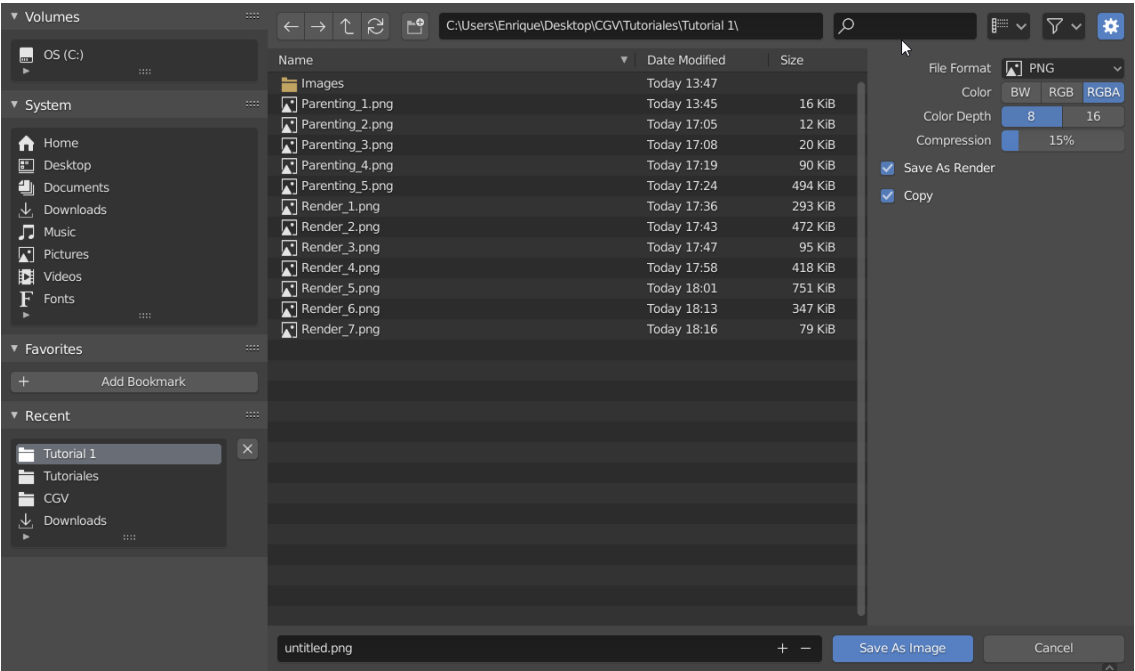 Volumes
OS (C:)
System
Home
Desktop
Documents
Downloads
Music
Pictures
Videos
Fonts
Favorites
Add Bookmark
Recent
Tutorial 1
Tutoriales
CGV
Downloads
C:\Users\Enrique\Desktop\CGV\Tutoriales\Tutorial 1\
Name Date Modified Size
Images Today 13:47
Parenting_1.png Today 13:45 16 KiB
Parenting_2.png Today 17:05 12 KiB
Parenting_3.png Today 17:08 20 KiB
Parenting_4.png Today 17:19 90 KiB
Parenting_5.png Today 17:24 494 KiB
Render_1.png Today 17:36 293 KiB
Render_2.png Today 17:43 472 KiB
Render_3.png Today 17:47 95 KiB
Render_4.png Today 17:58 418 KiB
Render_5.png Today 18:01 751 KiB
Render_6.png Today 18:13 347 KiB
Render_7.png Today 18:16 79 KiB
File Format PNG
Color BW RGB RGBA
Color Depth 8 16
Compression 15%
Save As Render
Copy
untitled.png
Save As Image Cancel